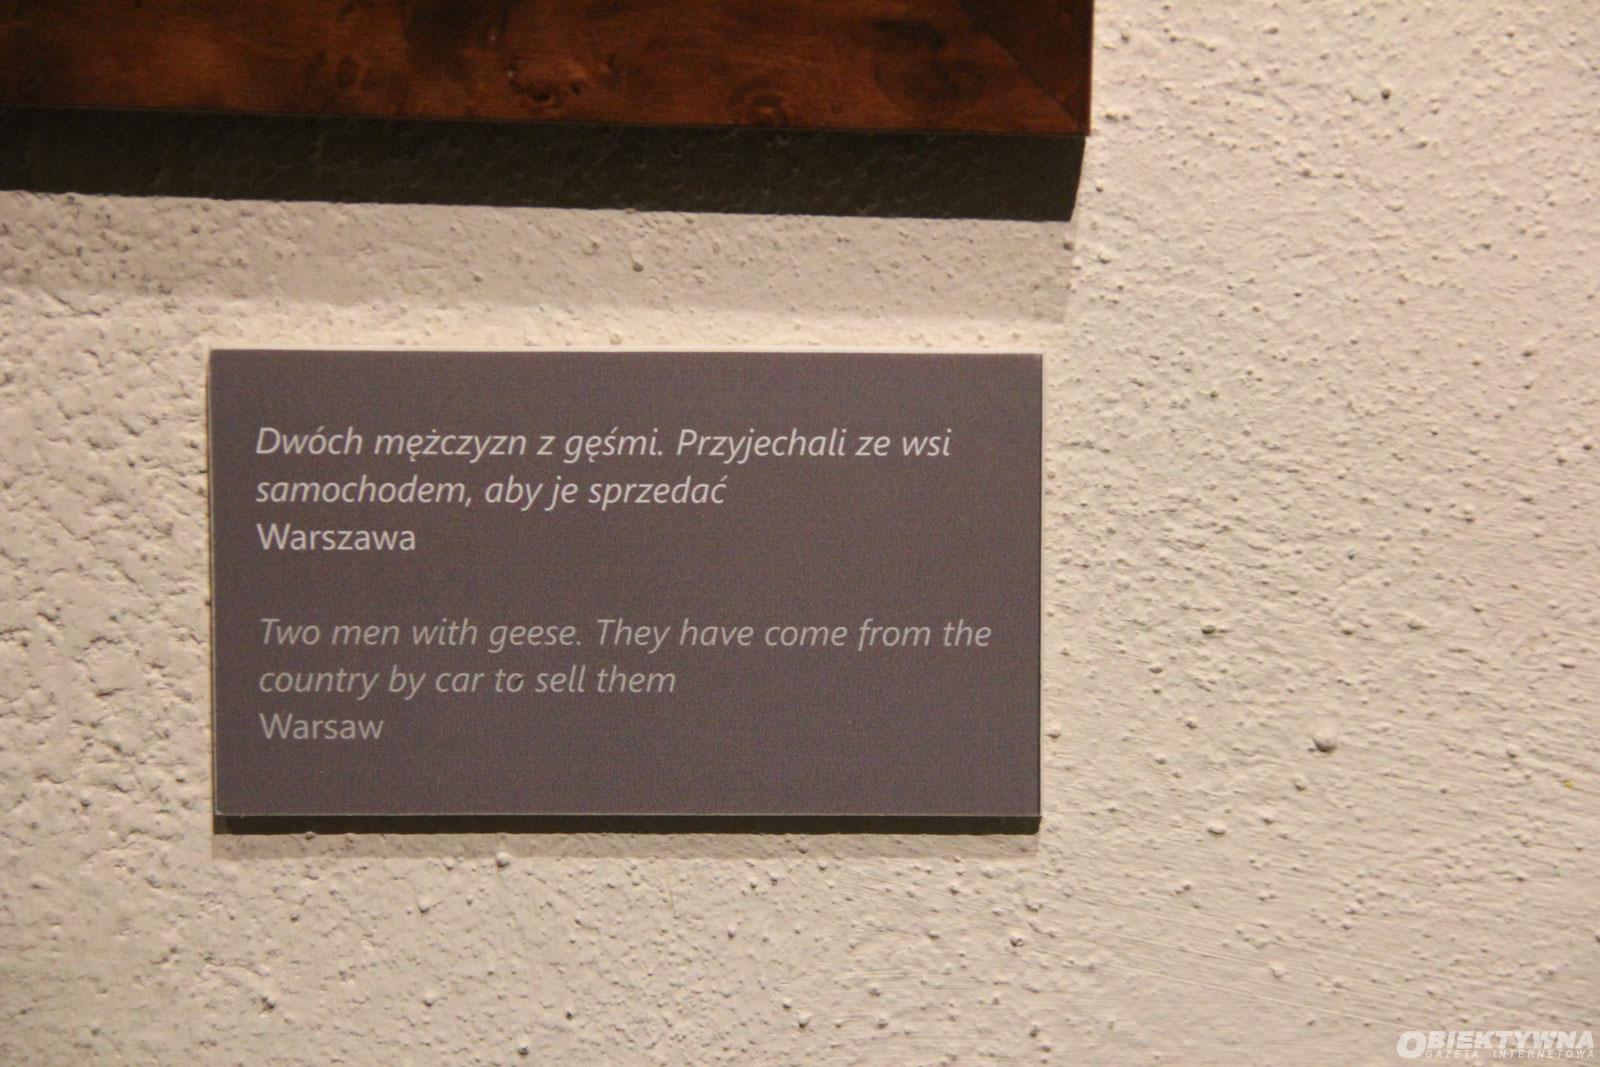 Dwóch mężczyzn z gęśmi. Przyjechali ze wsi
samochodem, aby je sprzedać
Warszawa
Two men with geese. They have come from the
country by car to sell them
Warsaw
OBIEKTYWNA
GAZETA INTERNETOWA